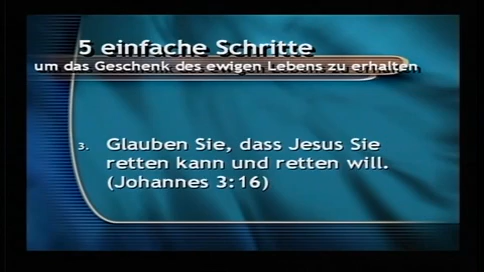 5 einfache Schritte
um das Geschenk des ewigen Lebens zu erhalten
3. Glauben Sie, dass Jesus Sie
retten kann und retten will.
(Johannes 3:16)